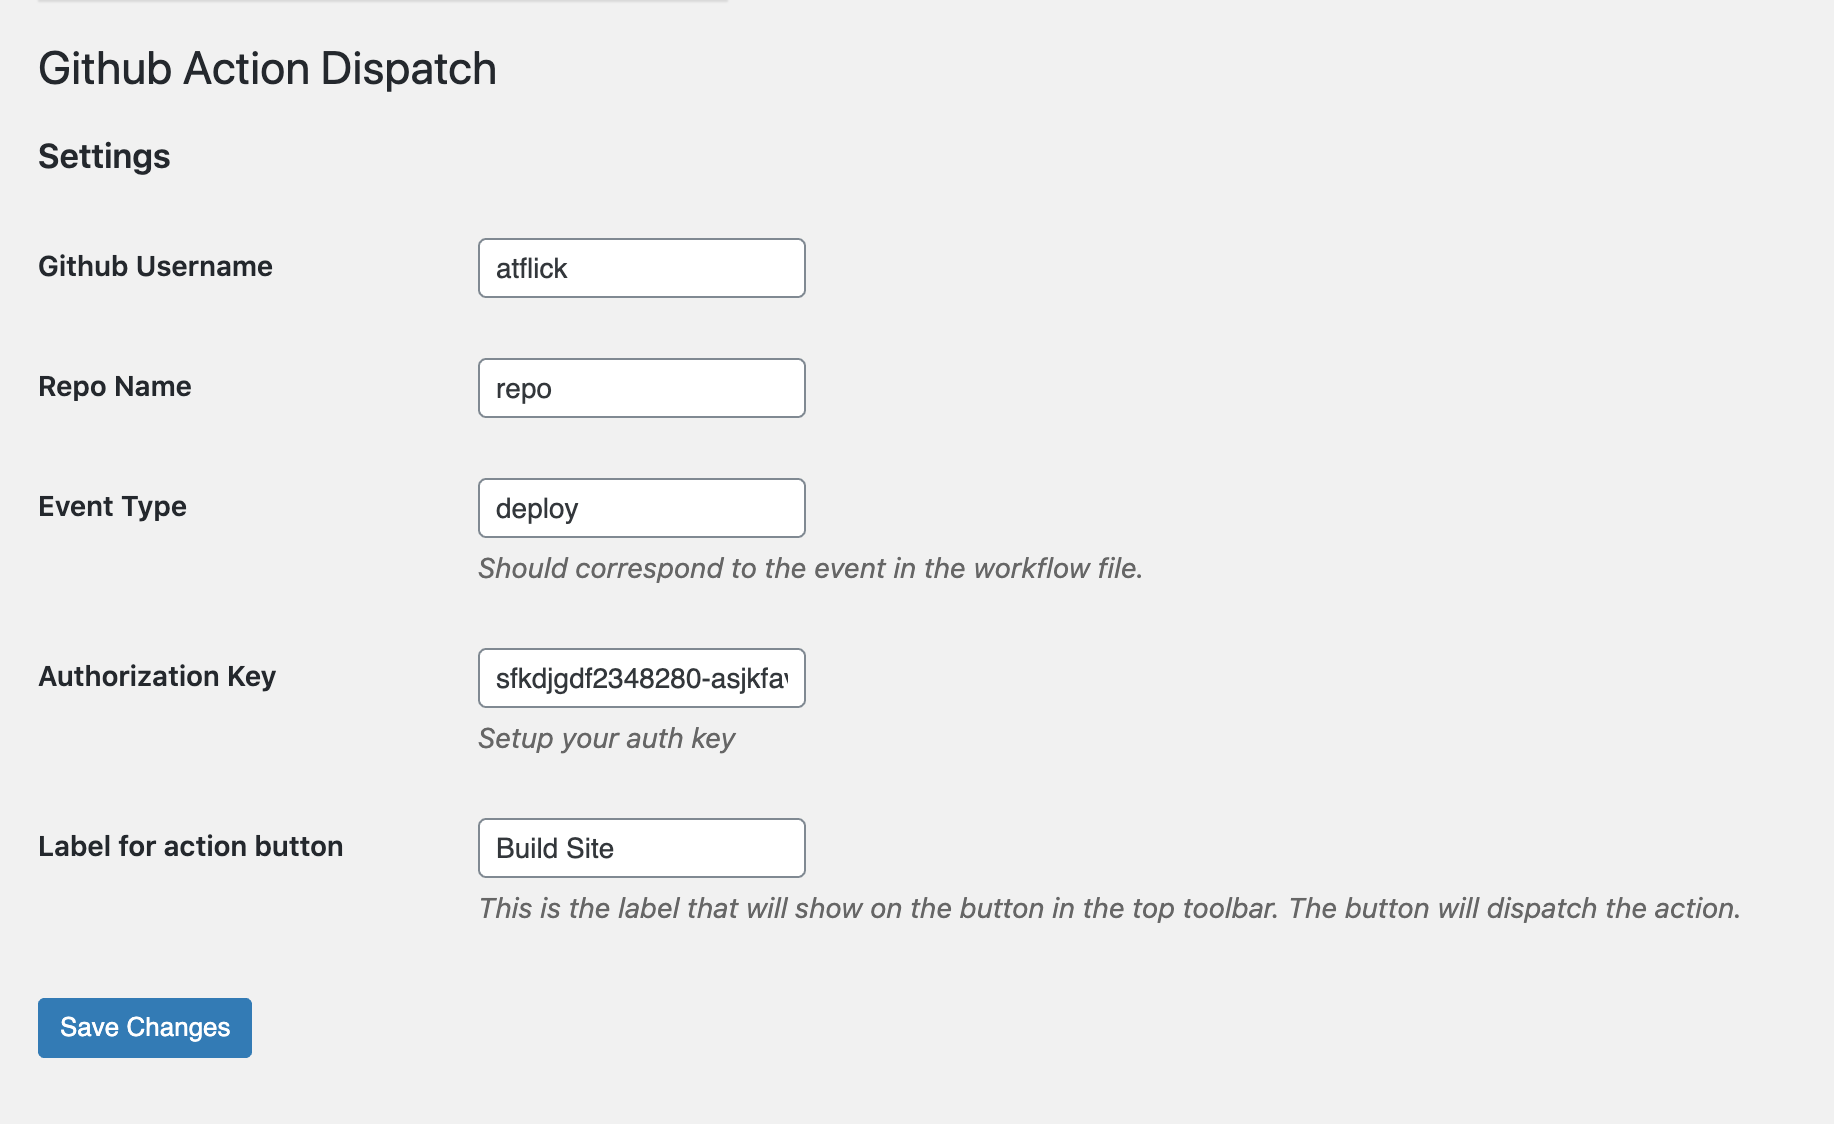 Github Action Dispatch
Settings
Github Username
atflick
Repo Name
repo
Event Type
deploy
Should correspond to the event in the workflow file.
Authorization Key
sfkdjgdf2348280-asjkfa
Setup your auth key
Label for action button
Build Site
This is the label that will show on the button in the top toolbar. The button will dispatch the action.
Save Changes